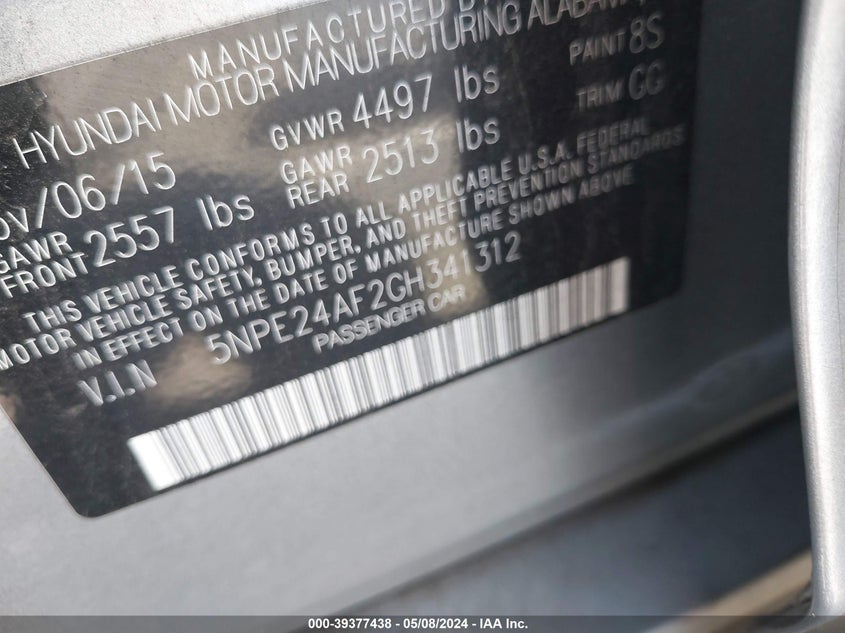 MANUFACTURED BY
HYUNDAI MOTOR MANUFACTURING ALABAMA
OV/06/15 GVWR 4497 lbs PAINT 8S
GAWR FRONT 2557 lbs GAWR REAR 2513 lbs TRIM GG
THIS VEHICLE CONFORMS TO ALL APPLICABLE U.S.A. FEDERAL
MOTOR VEHICLE SAFETY, BUMPER, AND THEFT PREVENTION STANDARDS
IN EFFECT ON THE DATE OF MANUFACTURE SHOWN ABOVE
V.I.N 5NPE24AF2GH341312
PASSENGER CAR
000-39377438 - 05/08/2024 - IAA Inc.